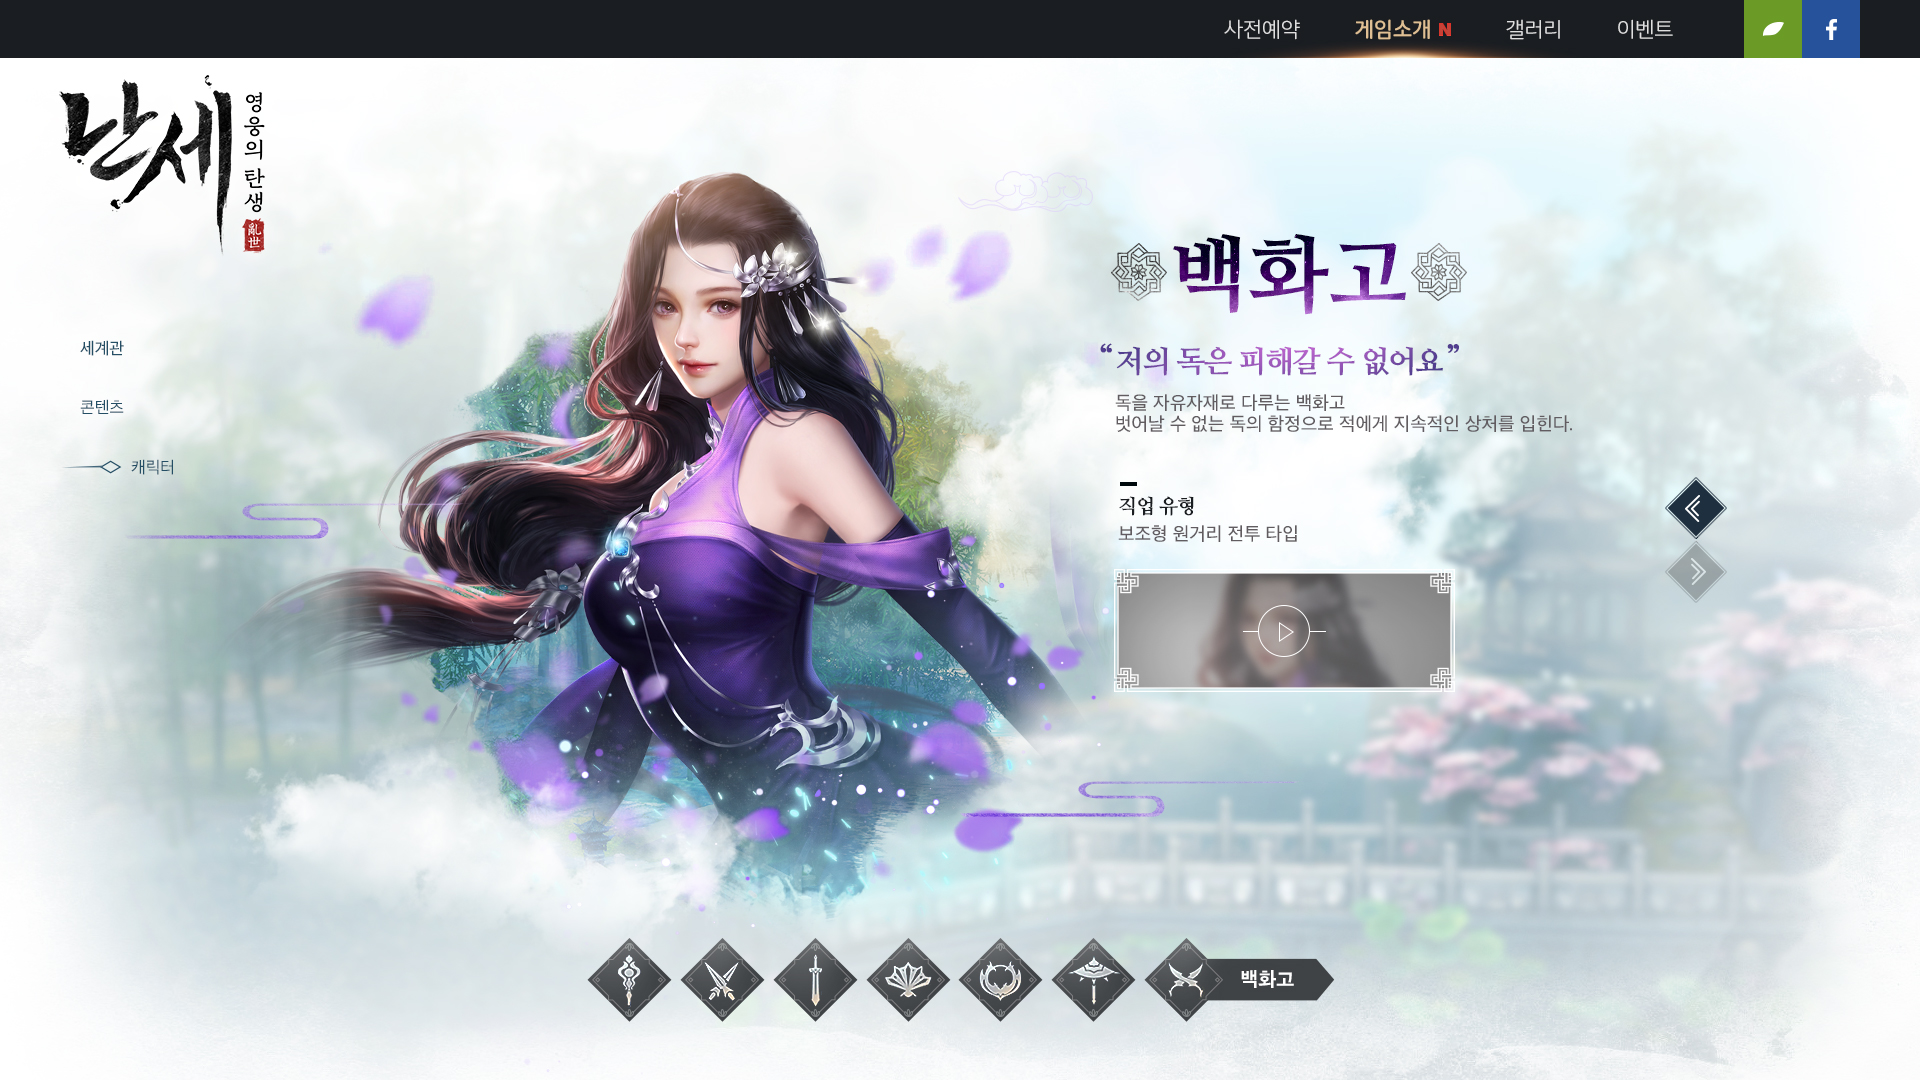 사전예약
게임소개 N
갤러리
이벤트
난세
영웅의 탄생
亂世
백화고
“저의 독은 피해갈 수 없어요”
독을 자유자재로 다루는 백화고
벗어날 수 없는 독의 함정으로 적에게 지속적인 상처를 입힌다.
세계관
콘텐츠
캐릭터
직업 유형
보조형 원거리 전투 타입
백화고